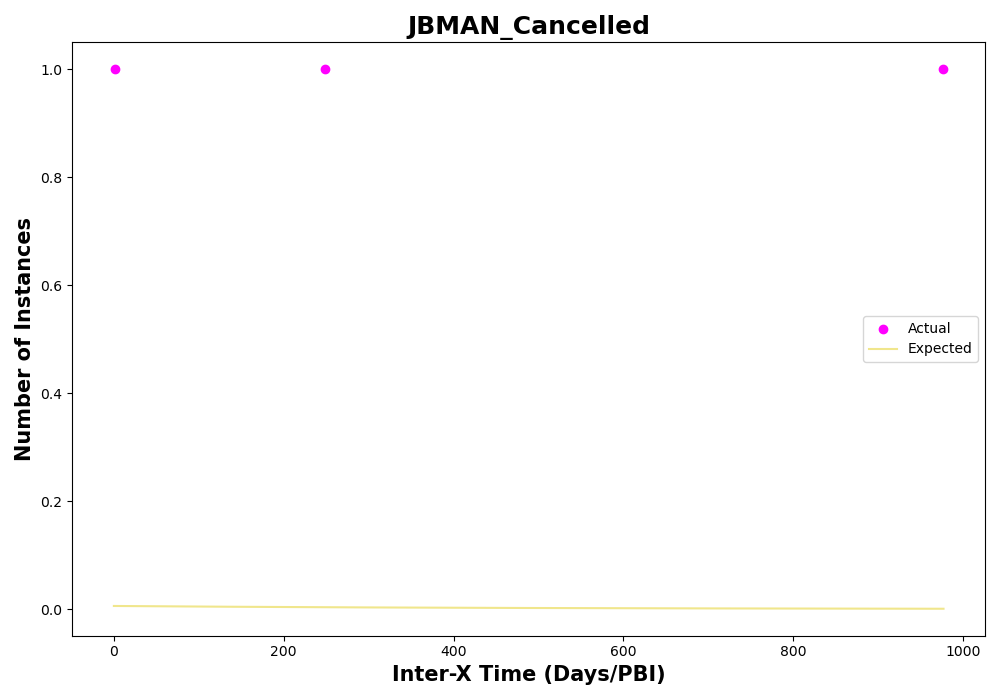 JBMAN_Cancelled
Number of Instances
1.0
0.8
0.6
0.4
0.2
0.0
Actual
Expected
0 200 400 600 800 1000
Inter-X Time (Days/PBI)